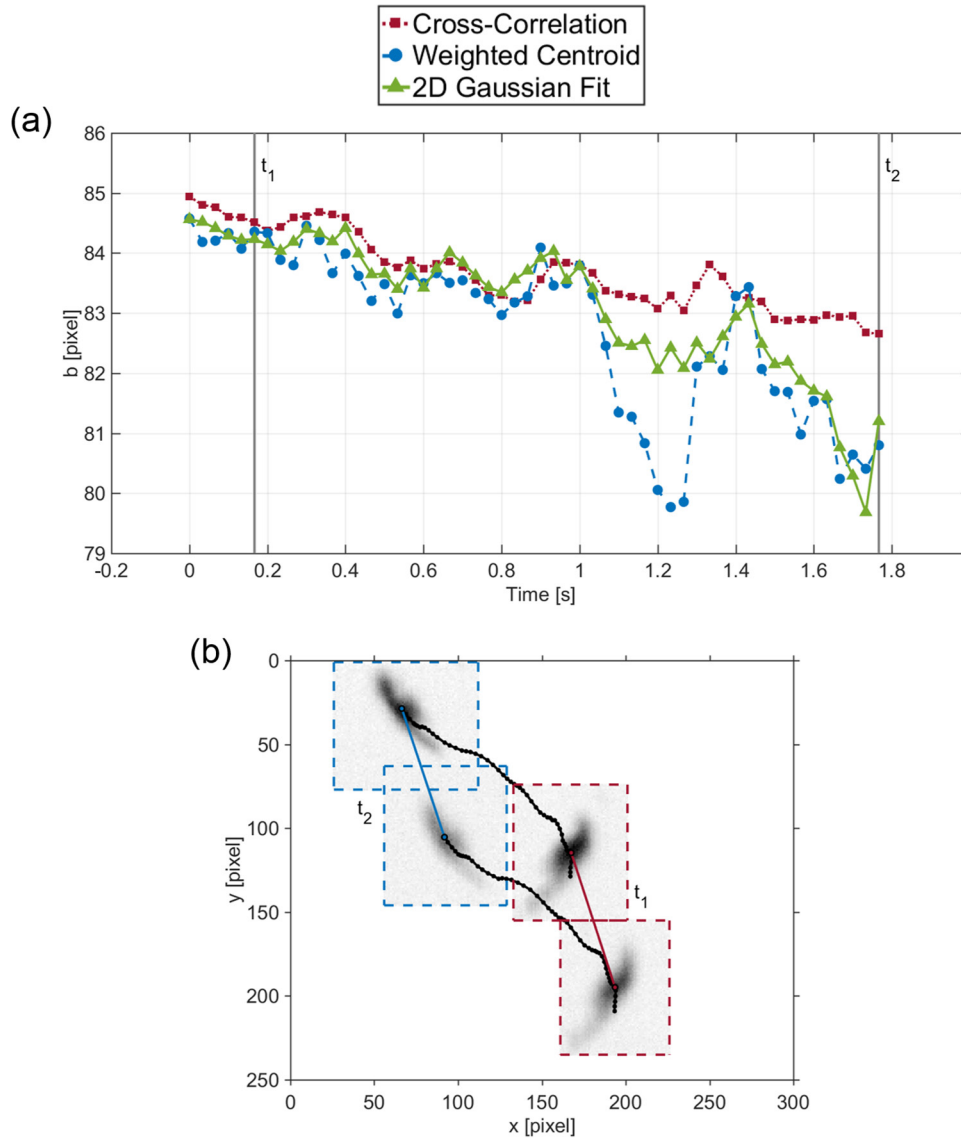 Cross-Correlation
Weighted Centroid
2D Gaussian Fit
(a)
86
85
84
83
82
81
80
79
b [pixel]
t1
t2
-0.2 0 0.2 0.4 0.6 0.8 1 1.2 1.4 1.6 1.8
Time [s]
(b)
0
50
100
150
200
250
y [pixel]
t2
t1
0 50 100 150 200 250 300
x [pixel]